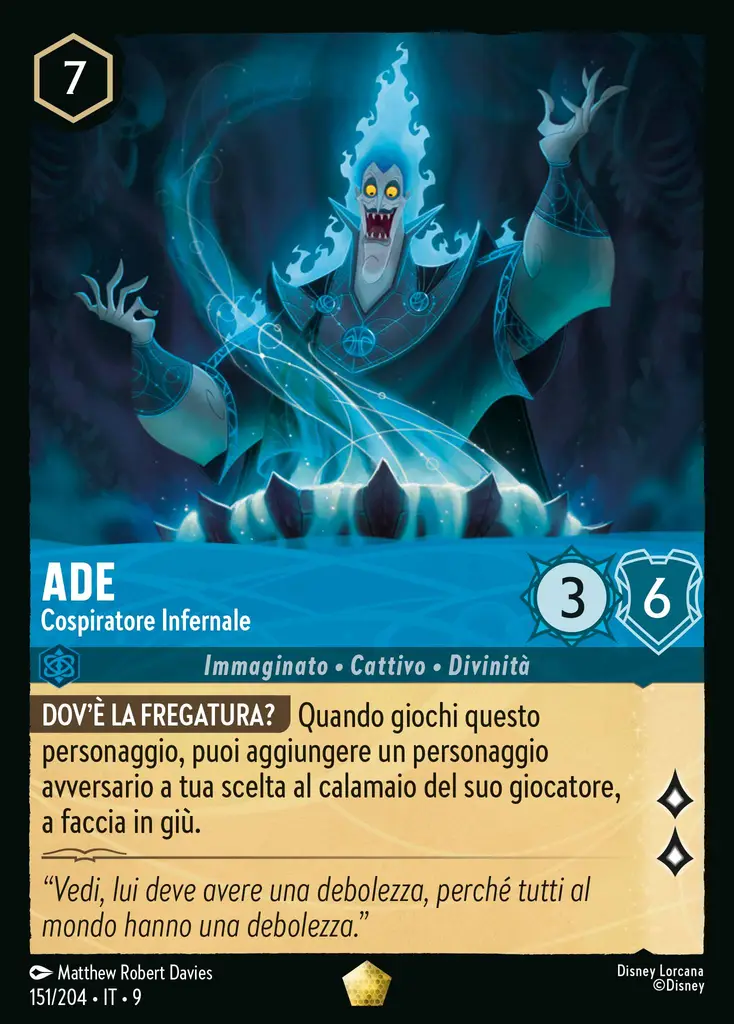 7
ADE
Cospiratore Infernale
3
6
Immaginato • Cattivo • Divinità
DOV'È LA FREGATURA? Quando giochi questo
personaggio, puoi aggiungere un personaggio
avversario a tua scelta al calamaio del suo giocatore,
a faccia in giù.
“Vedi, lui deve avere una debolezza, perché tutti al
mondo hanno una debolezza.”
Matthew Robert Davies
151/204 • IT • 9
Disney Lorcana
©Disney